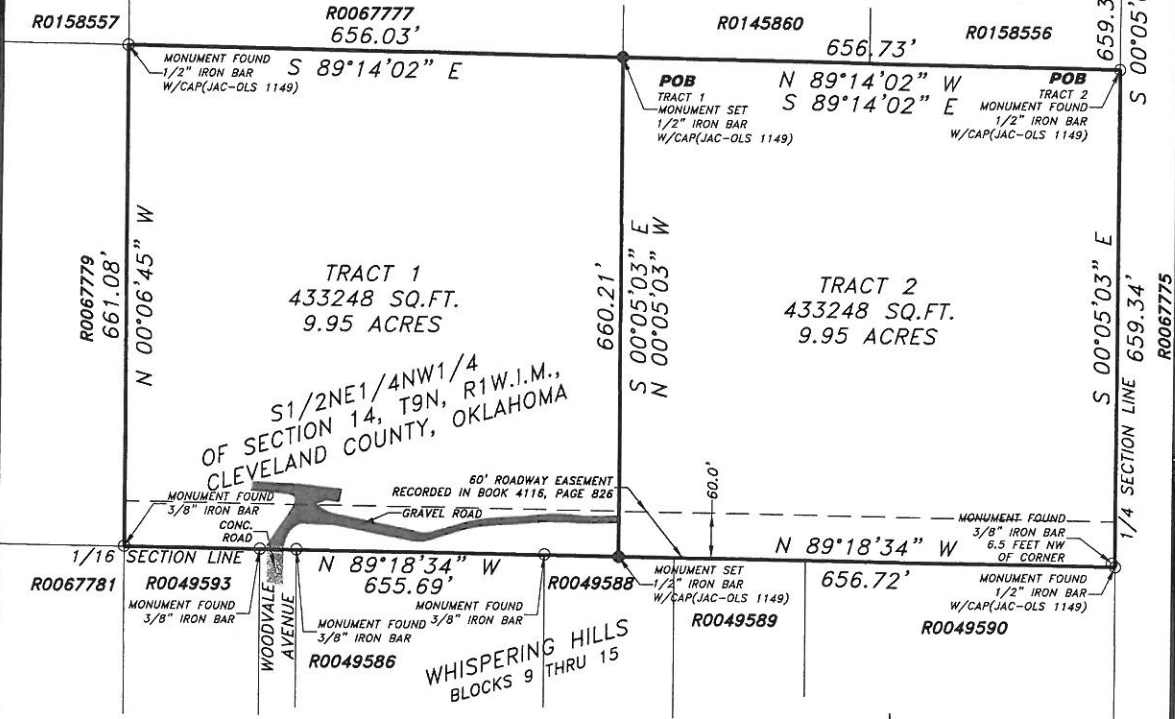 R0158557
R0067777
656.03'
R0145860
R0158556
656.73'
659.3
S 00°05'0
MONUMENT FOUND
1/2" IRON BAR
W/CAP(JAC-OLS 1149)
S 89°14'02" E
POB
TRACT 1
MONUMENT SET
1/2" IRON BAR
W/CAP(JAC-OLS 1149)
N 89°14'02" W
S 89°14'02" E
POB
TRACT 2
MONUMENT FOUND
1/2" IRON BAR
W/CAP(JAC-OLS 1149)
R0067779
661.08'
N 00°06'45" W
TRACT 1
433248 SQ.FT.
9.95 ACRES
660.21'
S 00°05'03" E
N 00°05'03" W
TRACT 2
433248 SQ.FT.
9.95 ACRES
S 00°05'03" E
1/4 SECTION LINE 659.34'
R0067775
S1/2NE1/4NW1/4
OF SECTION 14, T9N, R1W.I.M.,
CLEVELAND COUNTY, OKLAHOMA
MONUMENT FOUND
3/8" IRON BAR
CONC.
ROAD
60' ROADWAY EASEMENT
RECORDED IN BOOK 4116, PAGE 826
GRAVEL ROAD
60.0'
MONUMENT FOUND
3/8" IRON BAR
6.5 FEET NW
OF CORNER
1/16 SECTION LINE
N 89°18'34" W
655.69'
N 89°18'34" W
656.72'
R0067781
R0049593
MONUMENT FOUND
3/8" IRON BAR
WOODVALE
AVENUE
MONUMENT FOUND
3/8" IRON BAR
R0049586
MONUMENT FOUND
3/8" IRON BAR
R0049588
MONUMENT SET
1/2" IRON BAR
W/CAP(JAC-OLS 1149)
R0049589
MONUMENT FOUND
1/2" IRON BAR
W/CAP(JAC-OLS 1149)
R0049590
WHISPERING HILLS
BLOCKS 9 THRU 15